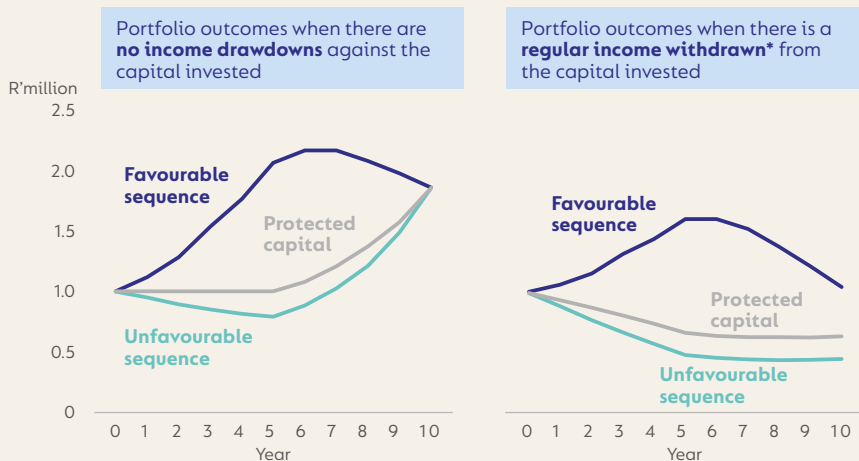 Portfolio outcomes when there are
no income drawdowns against the
capital invested
Portfolio outcomes when there is a
regular income withdrawn* from
the capital invested
R'million
2.5
2.0
1.5
1.0
0.5
0
Favourable
sequence
Protected
capital
Unfavourable
sequence
0 1 2 3 4 5 6 7 8 9 10
Year
Favourable
sequence
Protected
capital
Unfavourable
sequence
0 1 2 3 4 5 6 7 8 9 10
Year